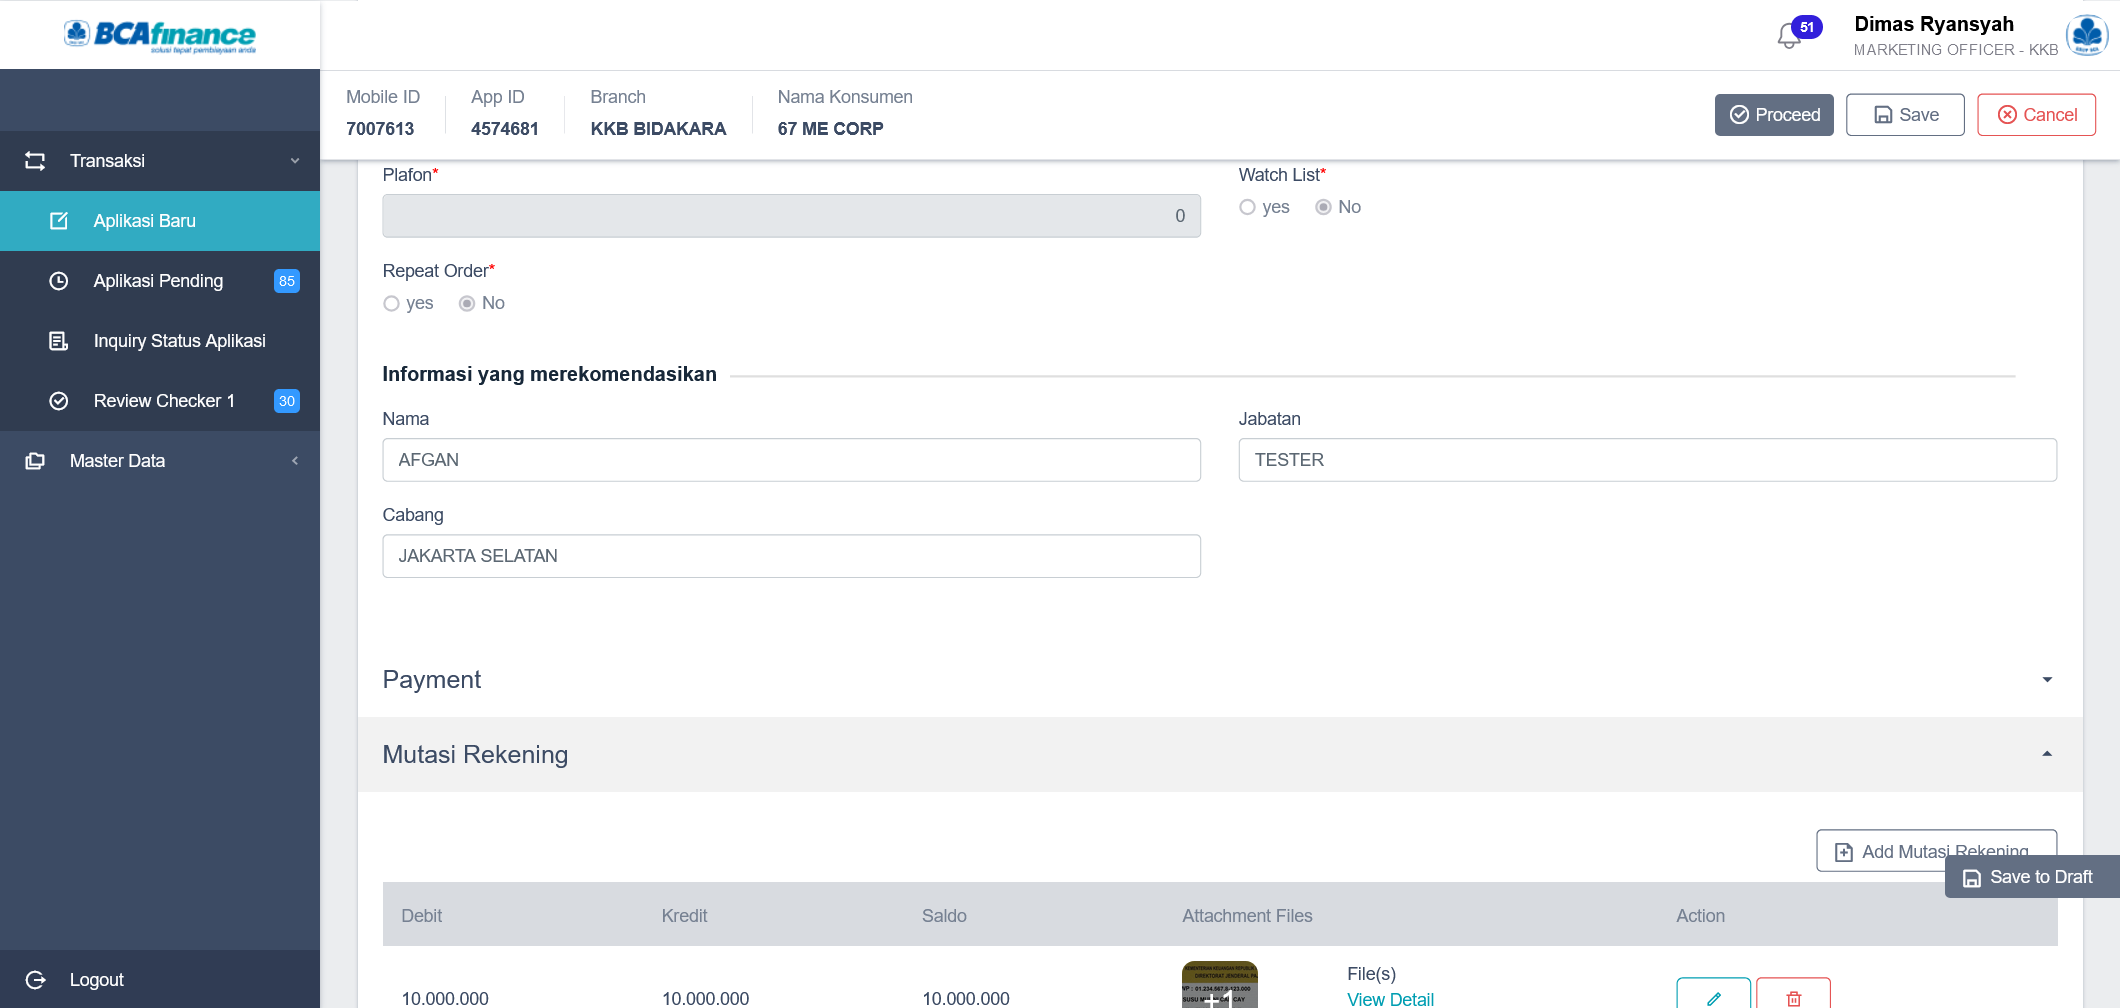 BCAfinance
solusi tepat pembiayaan anda
51
Dimas Ryansyah
MARKETING OFFICER - KKB
Mobile ID
7007613
App ID
4574681
Branch
KKB BIDAKARA
Nama Konsumen
67 ME CORP
Proceed
Save
Cancel
Transaksi
Aplikasi Baru
Aplikasi Pending
85
Inquiry Status Aplikasi
Review Checker 1
30
Master Data
Logout
Plafon*
0
Watch List*
yes
No
Repeat Order*
yes
No
Informasi yang merekomendasikan
Nama
AFGAN
Jabatan
TESTER
Cabang
JAKARTA SELATAN
Payment
Mutasi Rekening
Add Mutasi Rekening
Save to Draft
Debit
Kredit
Saldo
Attachment Files
Action
10.000.000
10.000.000
10.000.000
+1
File(s)
View Detail